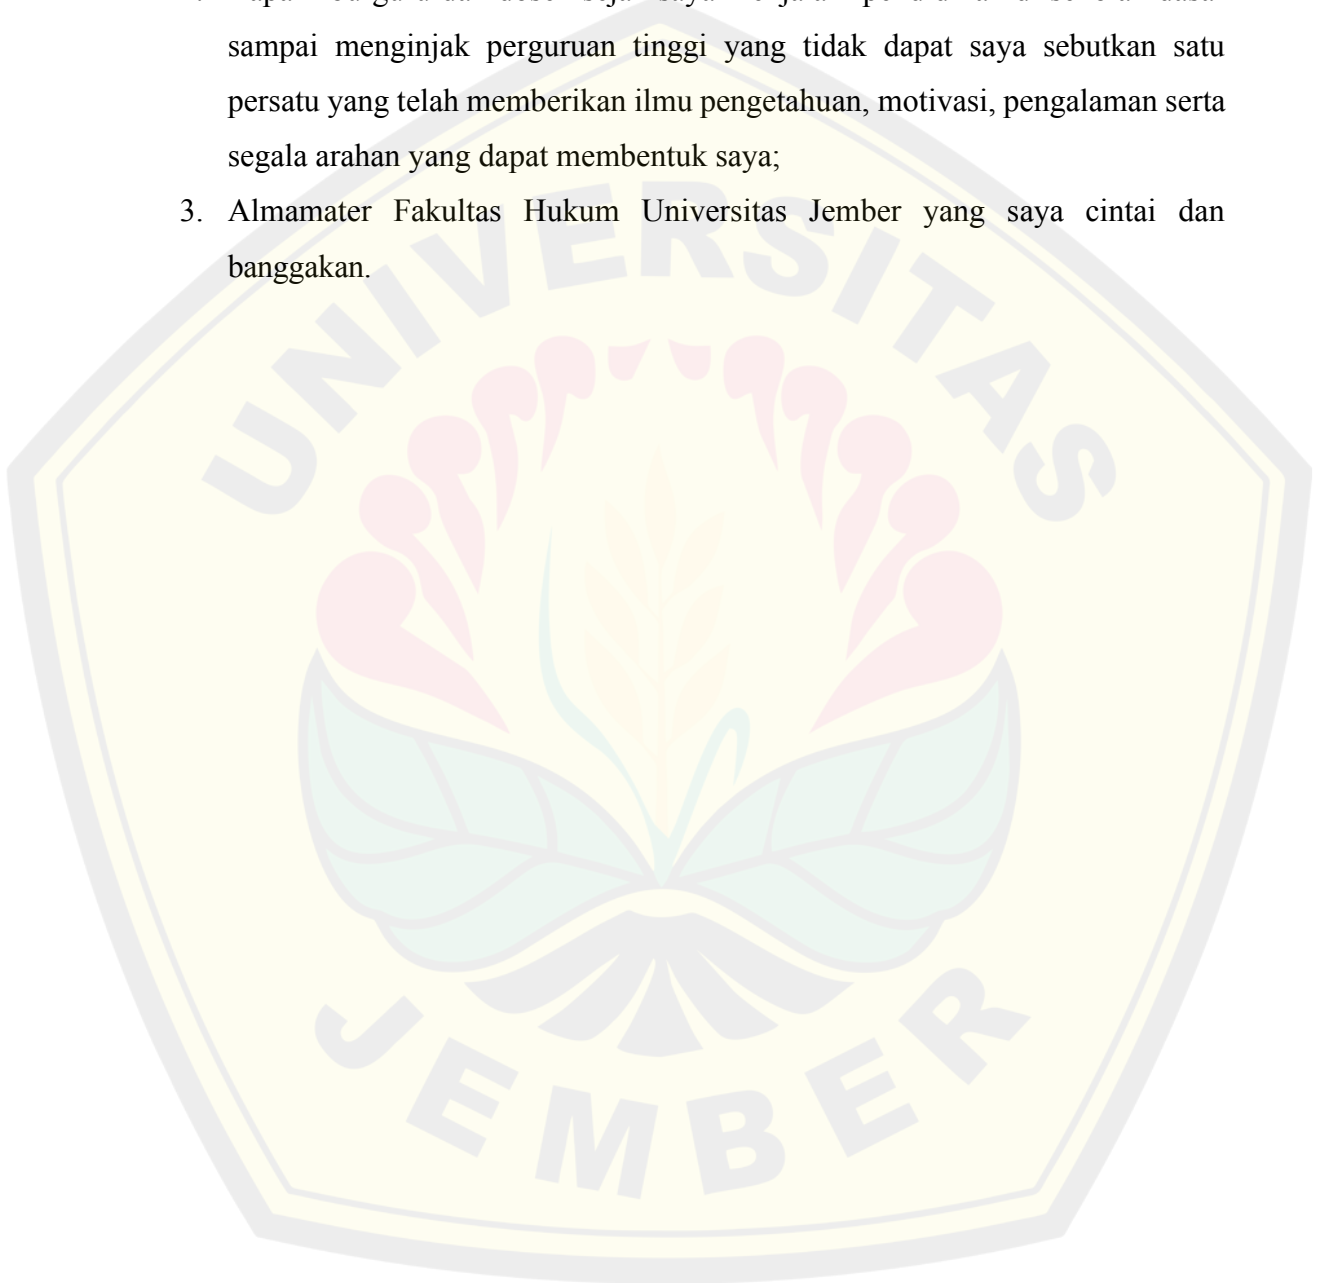 sampai menginjak perguruan tinggi yang tidak dapat saya sebutkan satu
persatu yang telah memberikan ilmu pengetahuan, motivasi, pengalaman serta
segala arahan yang dapat membentuk saya;
3. Almamater Fakultas Hukum Universitas Jember yang saya cintai dan
banggakan.
UNIVERSITAS
JEMBER